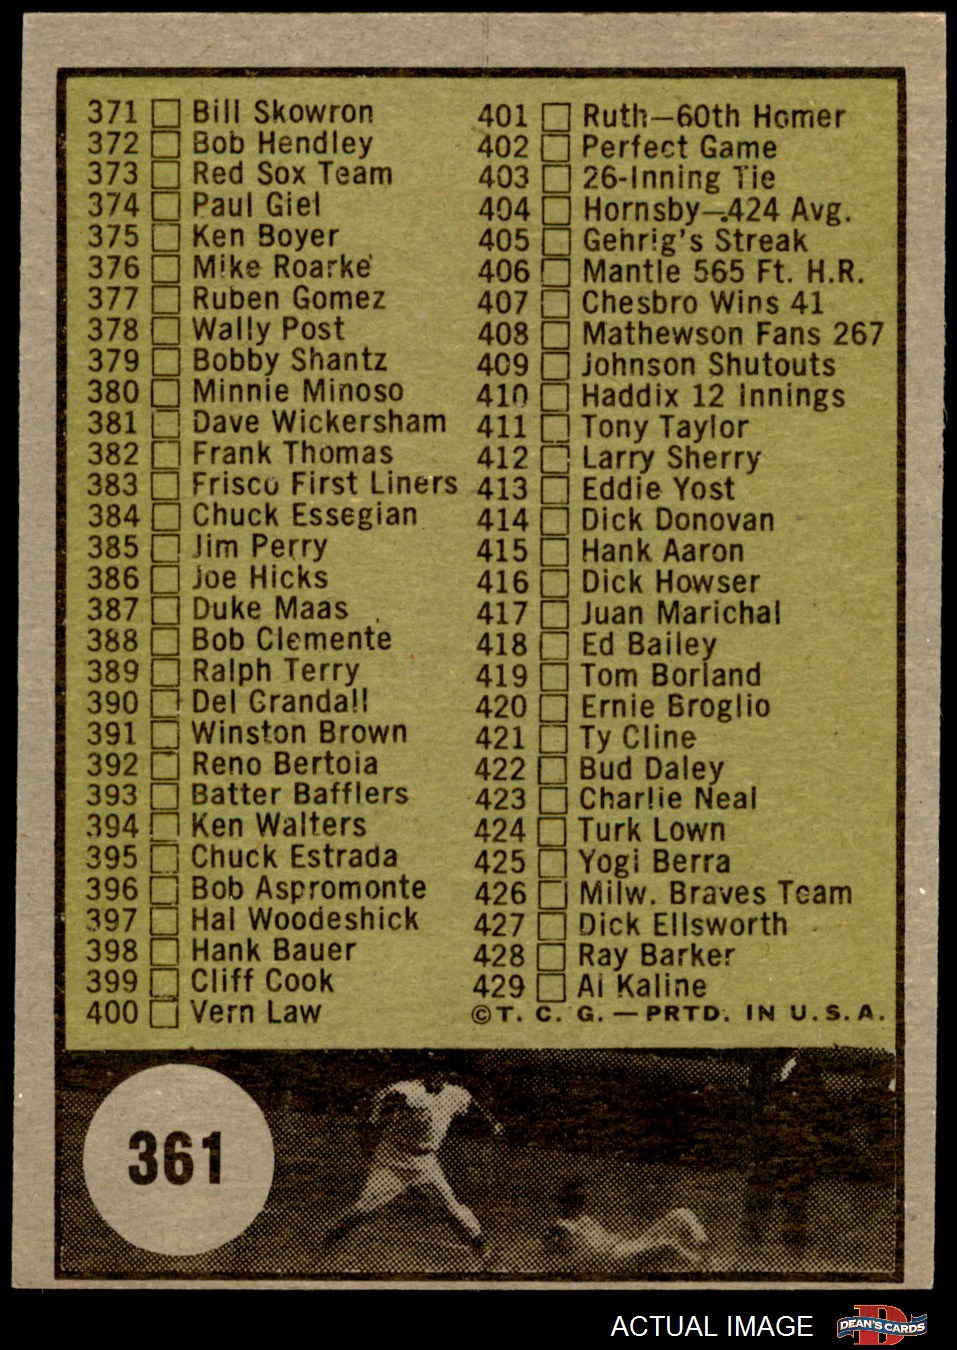 371 Bill Skowron
372 Bob Hendley
373 Red Sox Team
374 Paul Giel
375 Ken Boyer
376 Mike Roarke
377 Ruben Gomez
378 Wally Post
379 Bobby Shantz
380 Minnie Minoso
381 Dave Wickersham
382 Frank Thomas
383 Frisco First Liners
384 Chuck Essegian
385 Jim Perry
386 Joe Hicks
387 Duke Maas
388 Bob Clemente
389 Ralph Terry
390 Del Crandall
391 Winston Brown
392 Reno Bertoia
393 Batter Bafflers
394 Ken Walters
395 Chuck Estrada
396 Bob Aspromonte
397 Hal Woodeshick
398 Hank Bauer
399 Cliff Cook
400 Vern Law
401 Ruth—60th Homer
402 Perfect Game
403 26-Inning Tie
404 Hornsby—.424 Avg.
405 Gehrig's Streak
406 Mantle 565 Ft. H.R.
407 Chesbro Wins 41
408 Mathewson Fans 267
409 Johnson Shutouts
410 Haddix 12 Innings
411 Tony Taylor
412 Larry Sherry
413 Eddie Yost
414 Dick Donovan
415 Hank Aaron
416 Dick Howser
417 Juan Marichal
418 Ed Bailey
419 Tom Borland
420 Ernie Broglio
421 Ty Cline
422 Bud Daley
423 Charlie Neal
424 Turk Lown
425 Yogi Berra
426 Milw. Braves Team
427 Dick Ellsworth
428 Ray Barker
429 Al Kaline
©T. C. G. — PRTD. IN U.S.A.
361
ACTUAL IMAGE
DEAN'S CARDS